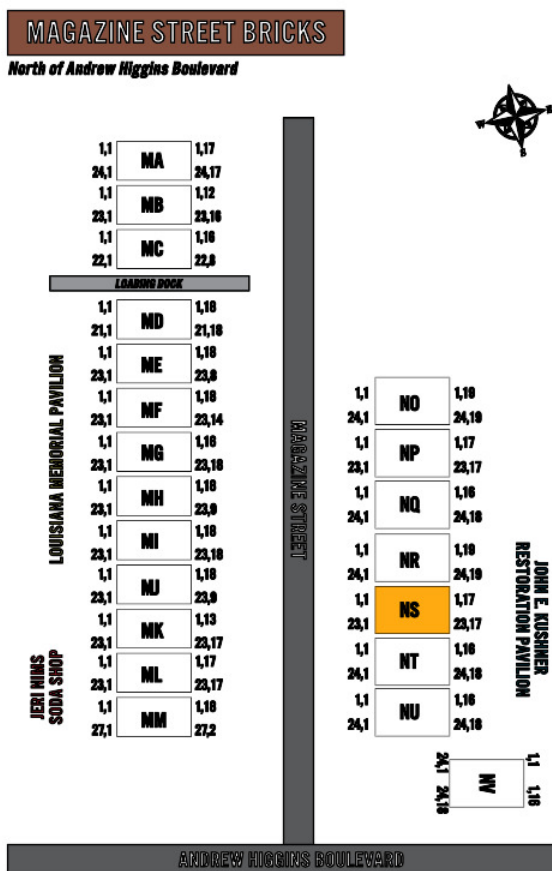 MAGAZINE STREET BRICKS
North of Andrew Higgins Boulevard
N
W
E
S
1,1 MA 1,17
24,1 24,17
1,1 MB 1,12
23,1 23,16
1,1 MC 1,16
22,1 22,8
LOADING DOCK
1,1 MD 1,18
21,1 21,18
1,1 ME 1,18
23,1 23,8
1,1 MF 1,18
23,1 23,14
1,1 MG 1,18
23,1 23,18
1,1 MH 1,18
23,1 23,9
1,1 MI 1,18
23,1 23,18
1,1 MJ 1,18
23,1 23,9
1,1 MK 1,13
23,1 23,17
1,1 ML 1,17
23,1 23,17
1,1 MM 1,18
27,1 27,2
LOUISIANA MEMORIAL PAVILION
JERI NIMS
SODA SHOP
MAGAZINE STREET
1,1 NO 1,19
24,1 24,19
1,1 NP 1,17
23,1 23,17
1,1 NQ 1,16
24,1 24,18
1,1 NR 1,19
24,1 24,19
1,1 NS 1,17
23,1 23,17
1,1 NT 1,16
24,1 24,18
1,1 NU 1,16
24,1 24,18
JOHN E. KUSHNER
RESTORATION PAVILION
1,1 NV 1,16
24,1 24,18
ANDREW HIGGINS BOULEVARD